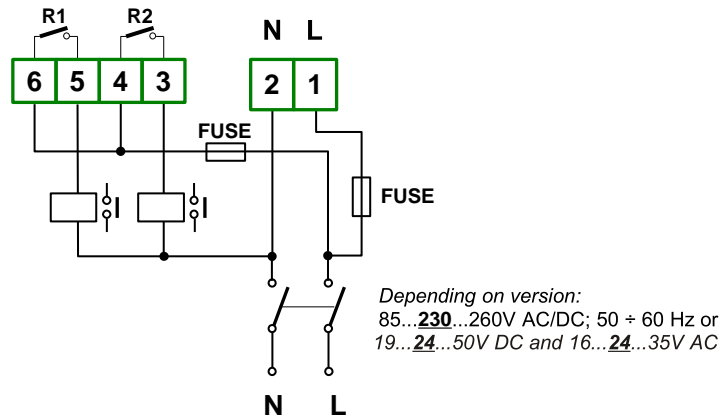 R1 R2 N L
6 5 4 3 2 1
FUSE
FUSE
Depending on version:
85...230...260V AC/DC; 50 ÷ 60 Hz or
19...24...50V DC and 16...24...35V AC
N L